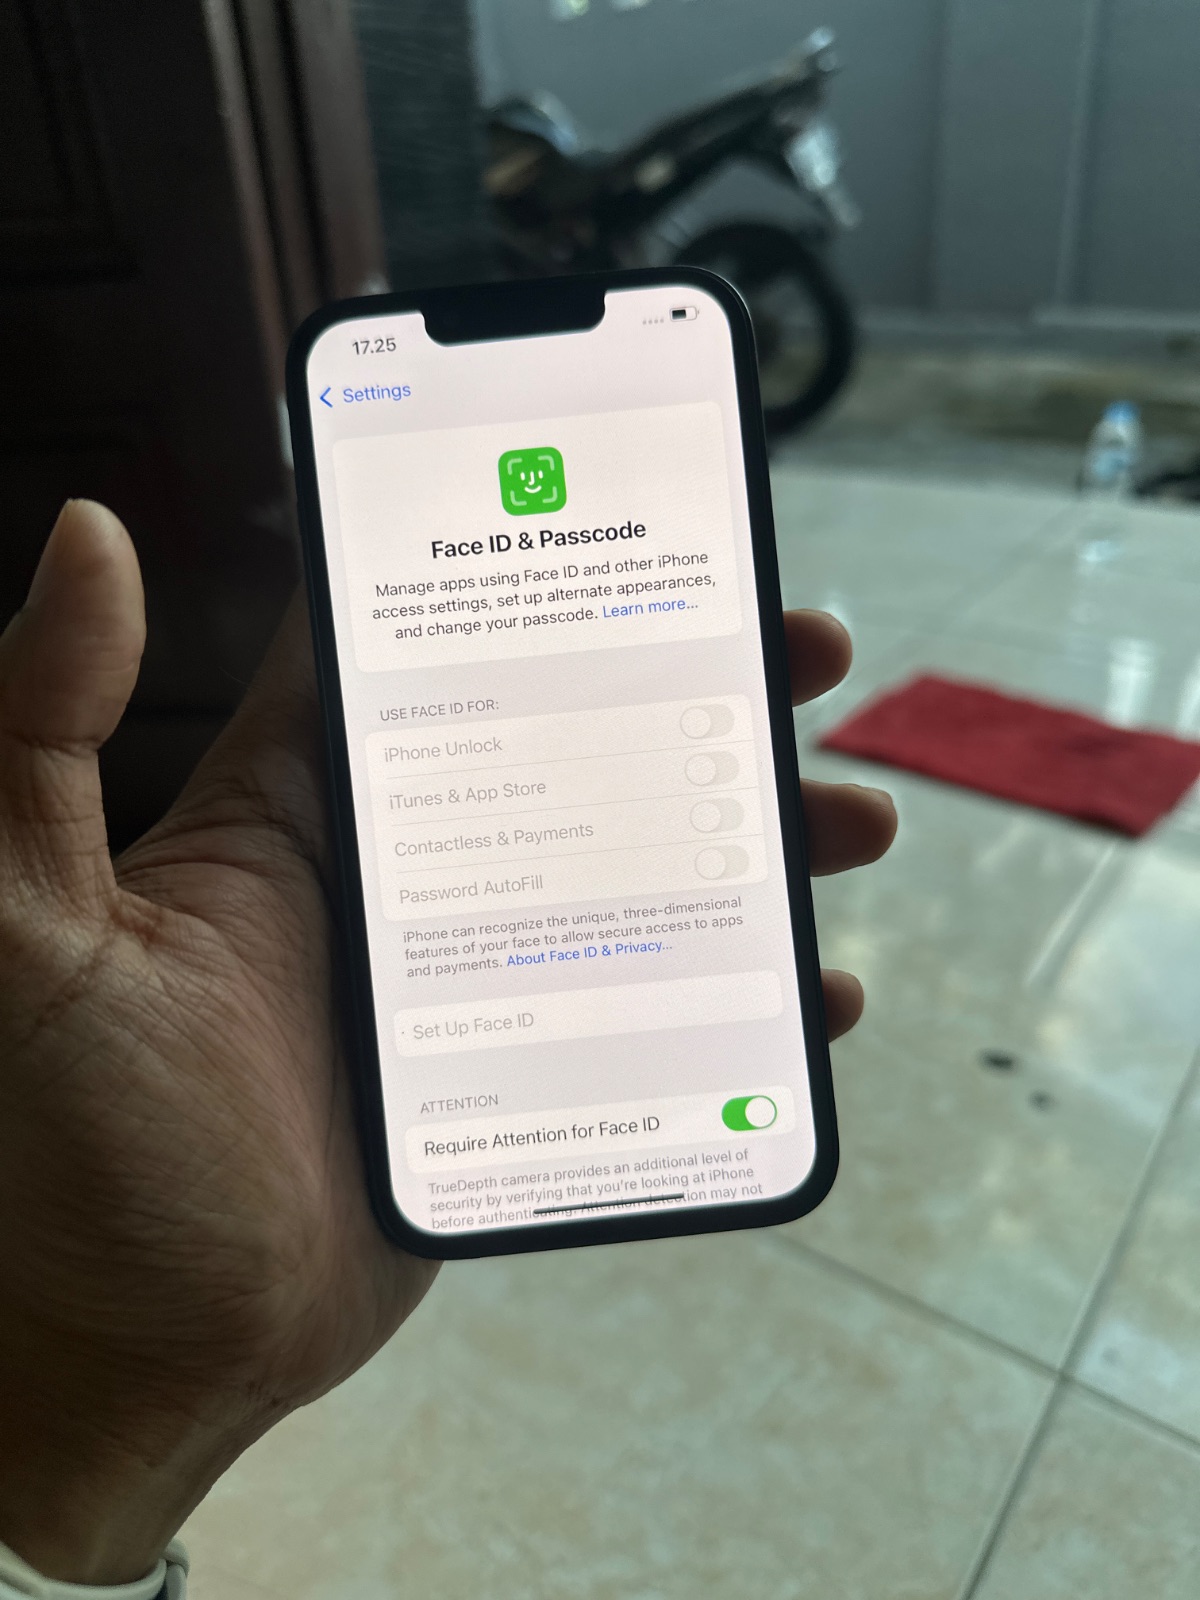 17.25
Settings
Face ID & Passcode
Manage apps using Face ID and other iPhone
access settings, set up alternate appearances,
and change your passcode. Learn more...
USE FACE ID FOR:
iPhone Unlock
iTunes & App Store
Contactless & Payments
Password AutoFill
iPhone can recognize the unique, three-dimensional
features of your face to allow secure access to apps
and payments. About Face ID & Privacy...
Set Up Face ID
ATTENTION
Require Attention for Face ID
TrueDepth camera provides an additional level of
security by verifying that you're looking at iPhone
before authenticating. Attention detection may not